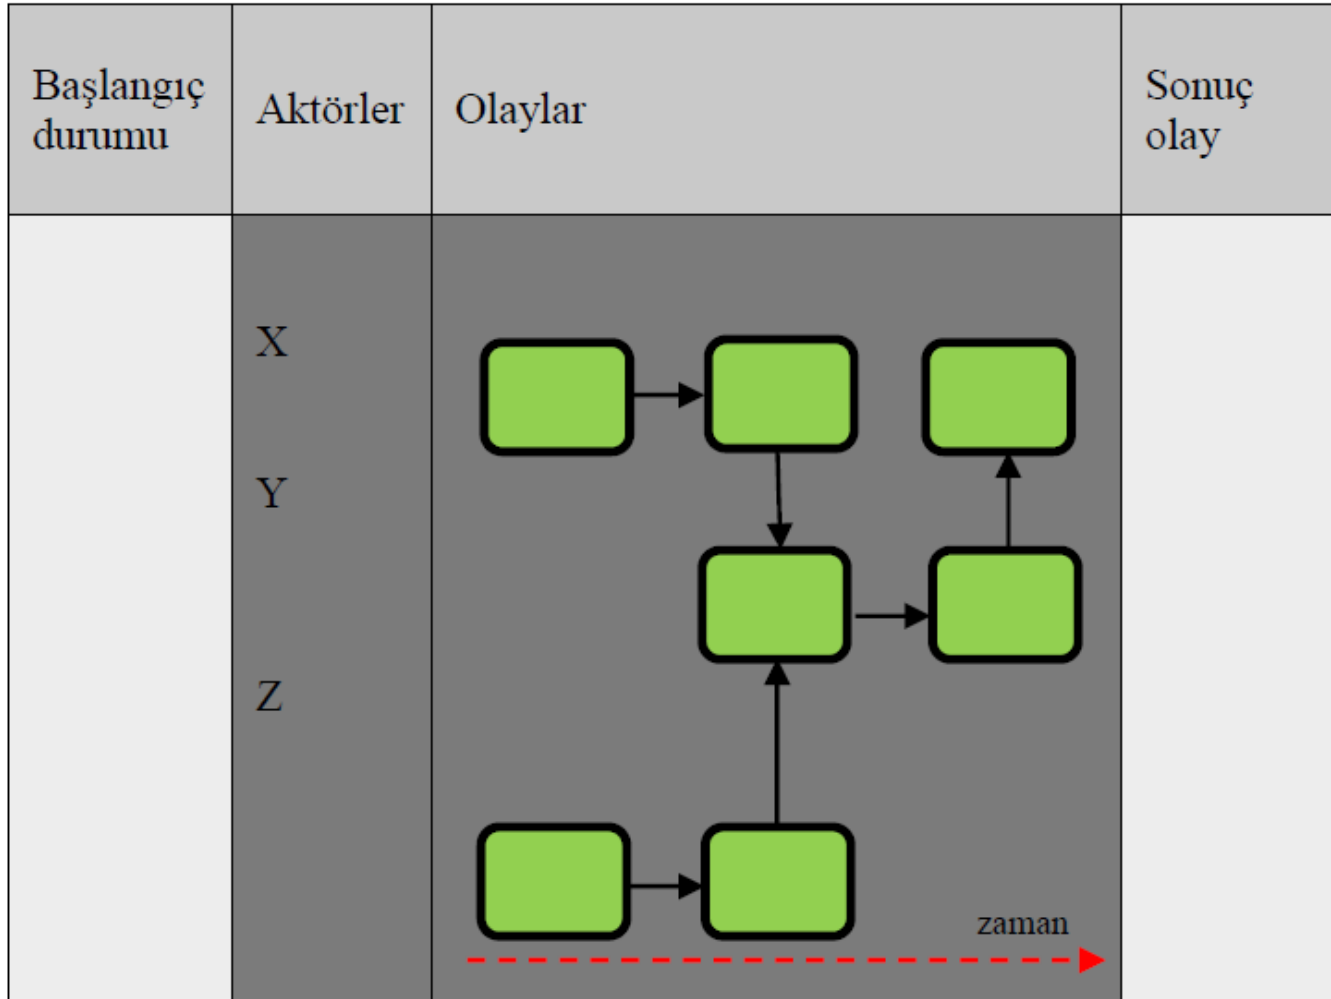 Başlangıç
durumu
Aktörler
Olaylar
Sonuç
olay
X
Y
Z
zaman